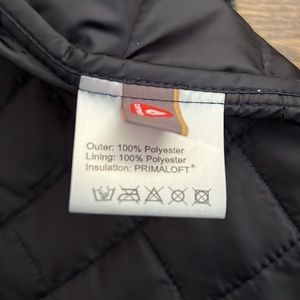 Outer: 100% Polyester
Lining: 100% Polyester
Insulation: PRIMALOFT®